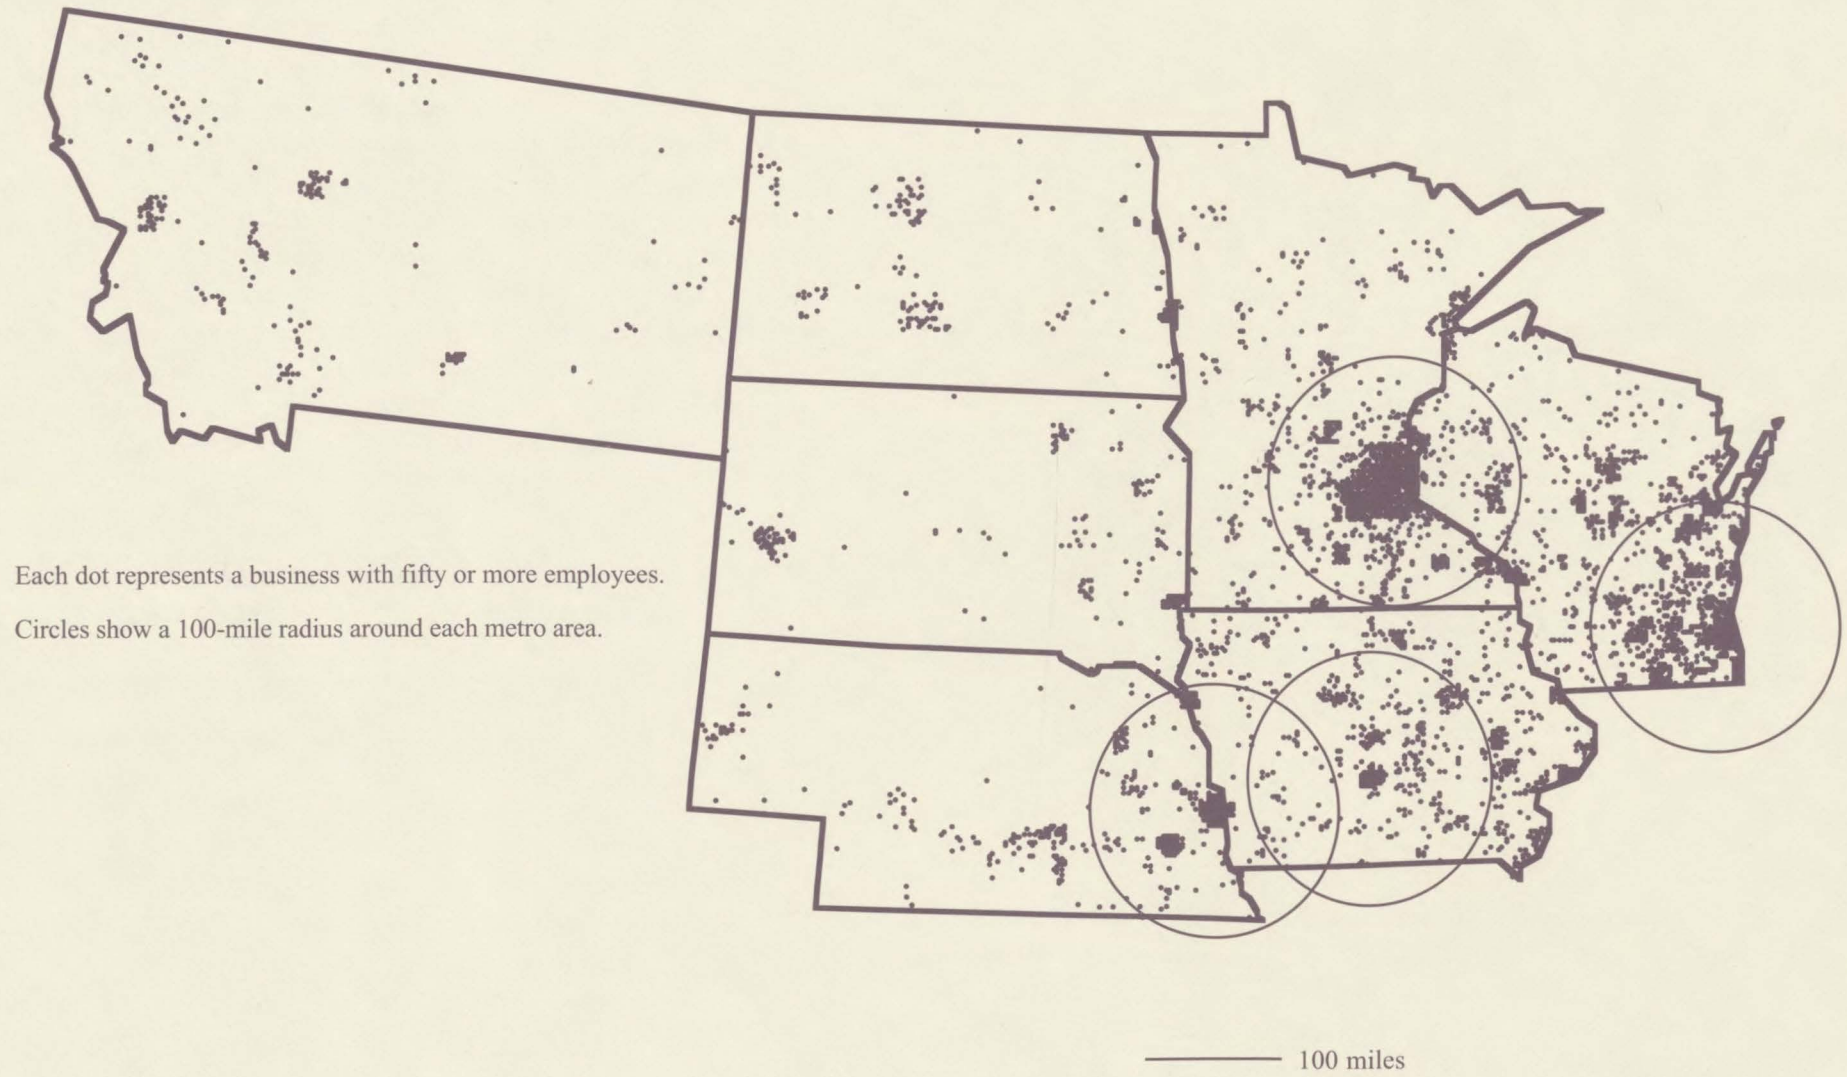 Each dot represents a business with fifty or more employees.
Circles show a 100-mile radius around each metro area.
100 miles